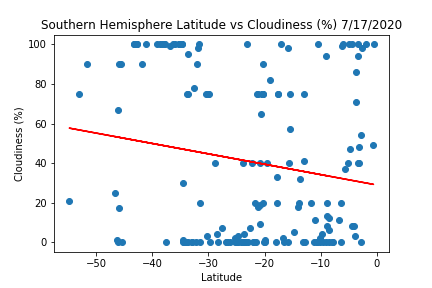 Southern Hemisphere Latitude vs Cloudiness (%) 7/17/2020
100
80
60
40
20
0
Cloudiness (%)
−50 −40 −30 −20 −10 0
Latitude